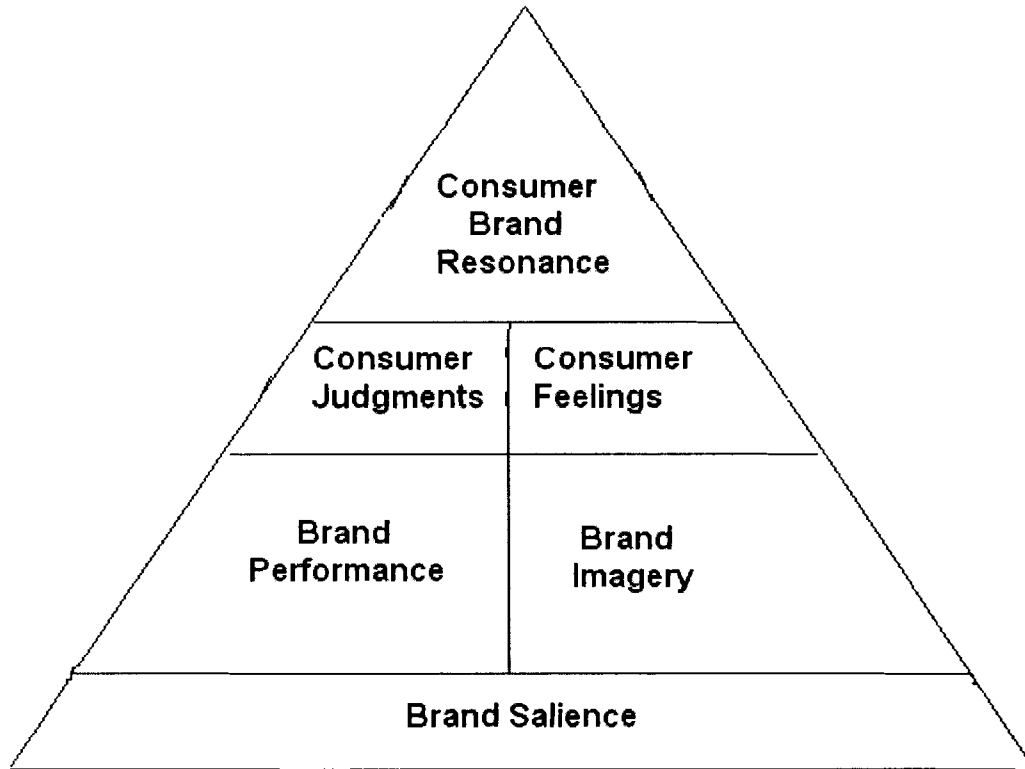 Consumer
Brand
Resonance
Consumer
Judgments
Consumer
Feelings
Brand
Performance
Brand
Imagery
Brand Salience